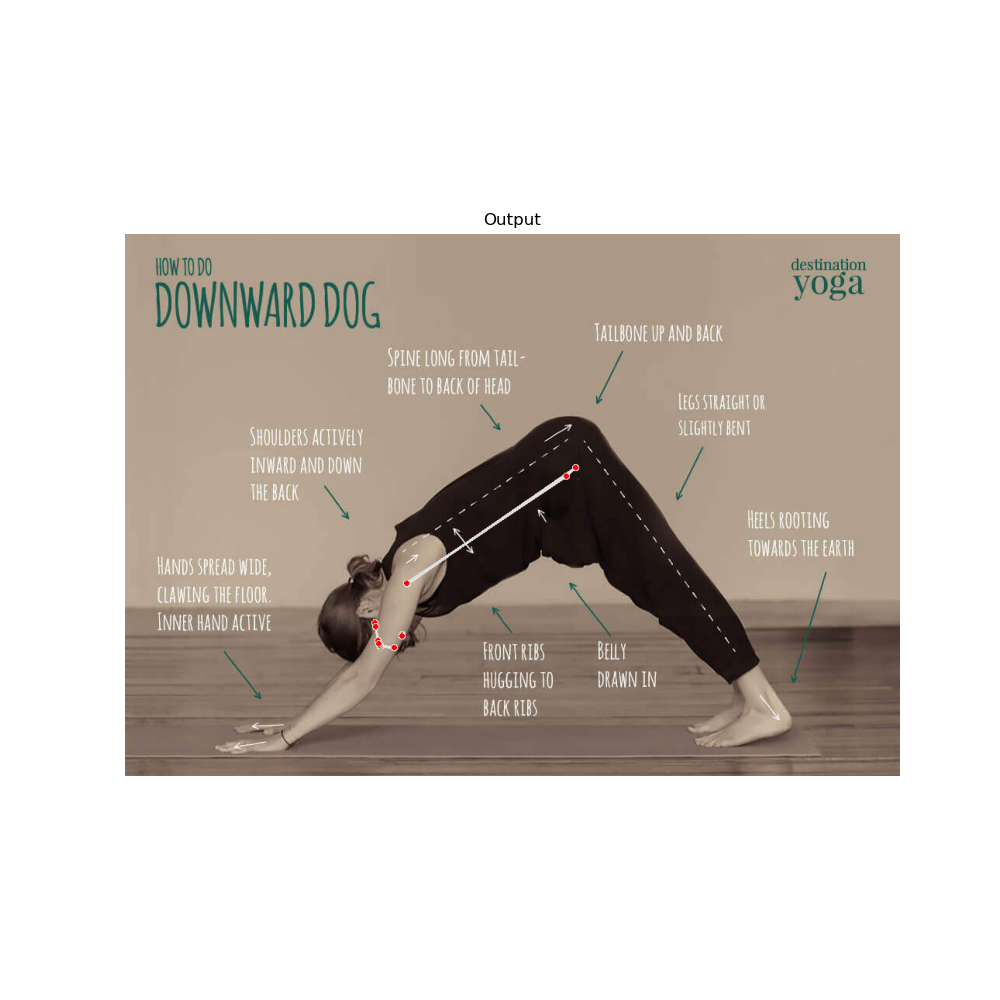 Output
HOW TO DO
DOWNWARD DOG
destination
yoga
TAILBONE UP AND BACK
SPINE LONG FROM TAIL-
BONE TO BACK OF HEAD
LEGS STRAIGHT OR
SLIGHTLY BENT
SHOULDERS ACTIVELY
INWARD AND DOWN
THE BACK
HEELS ROOTING
TOWARDS THE EARTH
HANDS SPREAD WIDE,
CLAWING THE FLOOR.
INNER HAND ACTIVE
FRONT RIBS
HUGGING TO
BACK RIBS
BELLY
DRAWN IN